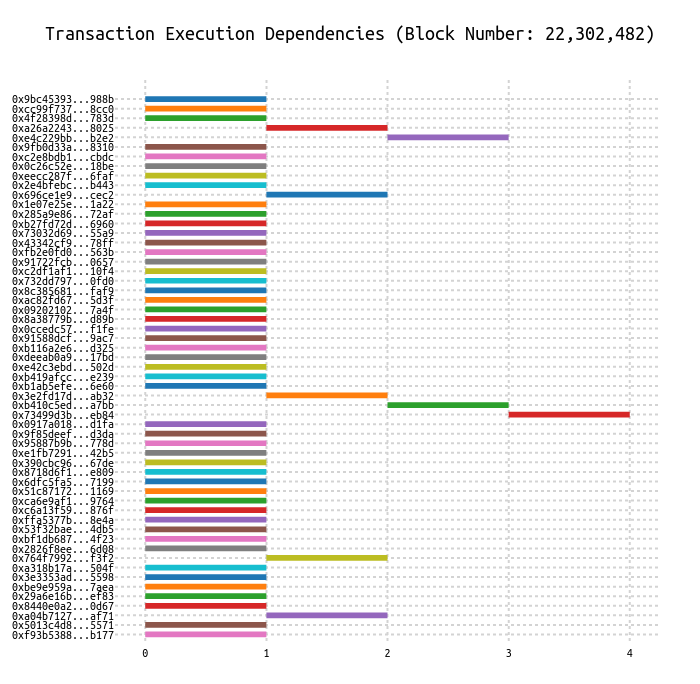 Transaction Execution Dependencies (Block Number: 22,302,482)
0x9bc45393...988b
0xcc99f737...8cc0
0x4f28398d...783d
0xa26a2243...8025
0xe4c229bb...b2e2
0x9fb0d33a...8310
0xc2e8bdb1...cbdc
0x0c26c52e...18be
0xeecc287f...6faf
0x2e4bfebc...b443
0x696ce1e9...cec2
0x1e07e25e...1a22
0x285a9e86...72af
0xb27fd72d...6960
0x73032d69...55a9
0x43342cf9...78ff
0xfb2e0fd0...563b
0x91722fcb...0657
0xc2df1af1...10f4
0x732dd797...0fd0
0x8c385681...faf9
0xac82fd67...5d3f
0x09202102...7a4f
0x8a38779b...d89b
0x0ccedc57...f1fe
0x91588dcf...9ac7
0xb116a2e6...d325
0xdeeab0a9...17bd
0xe42c3ebd...502d
0xb419afcc...e239
0xb1ab5efe...6e60
0x3e2fd17d...ab32
0xb410c5ed...a7bb
0x73499d3b...eb84
0x0917a018...d1fa
0x9f85deef...d3da
0x95887b9b...778d
0xe1fb7291...42b5
0x390cbc96...67de
0x8718d6f1...e809
0x6dfc5fa5...7199
0x51c87172...1169
0xca6e9af1...9764
0xc6a13f59...876f
0xffa5377b...8e4a
0x53f32bae...4db5
0xbf1db687...4f23
0x2826f8ee...6d08
0x764f7992...f3f2
0xa318b17a...504f
0x3e3353ad...5598
0xbe9e959a...7aea
0x29a6e16b...ef83
0x8440e0a2...0d67
0xa04b7127...af71
0x5013c4d8...5571
0xf93b5388...b177
0 1 2 3 4